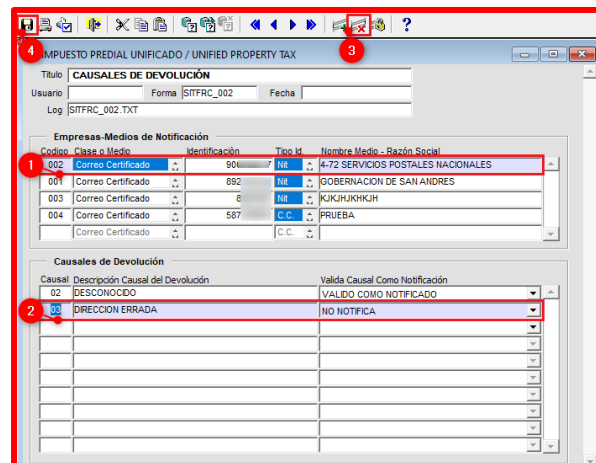 ?
4
3
IMPUESTO PREDIAL UNIFICADO / UNIFIED PROPERTY TAX
Titulo CAUSALES DE DEVOLUCIÓN
Usuario Forma SITFRC_002 Fecha
Log SITFRC_002.TXT
Empresas-Medios de Notificación
Codigo Clase o Medio Identificación Tipo Id. Nombre Medio - Razón Social
1 002 Correo Certificado 90 7 Nit 4-72 SERVICIOS POSTALES NACIONALES
001 Correo Certificado 892 Nit GOBERNACION DE SAN ANDRES
003 Correo Certificado 8 Nit KJKJHJKHKJH
004 Correo Certificado 587 C.C. PRUEBA
Correo Certificado C.C.
Causales de Devolución
Causal Descripción Causal del Devolución Valida Causal Como Notificación
02 DESCONOCIDO VALIDO COMO NOTIFICADO
2 03 DIRECCION ERRADA NO NOTIFICA